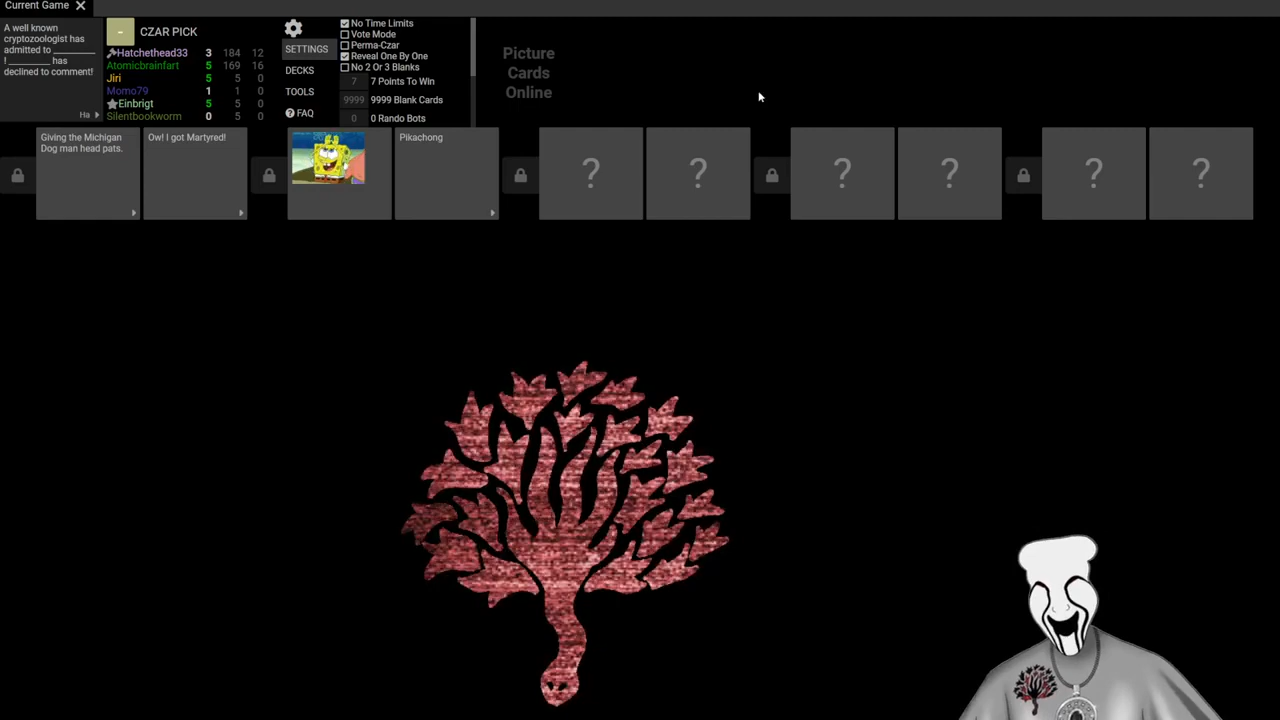 Current Game
A well known
cryptozoologist has
admitted to ________
!________ has
declined to comment!
Ha
-
CZAR PICK
Hatchethead33 3 184 12
Atomicbrainfart 5 169 16
Jiri 5 5 0
Momo79 1 1 0
Einbrigt 5 5 0
Silentbookworm 0 5 0
SETTINGS
DECKS
TOOLS
FAQ
No Time Limits
Vote Mode
Perma-Czar
Reveal One By One
No 2 Or 3 Blanks
7 7 Points To Win
9999 9999 Blank Cards
0 0 Rando Bots
Picture
Cards
Online
Giving the Michigan
Dog man head pats.
Ow! I got Martyred!
Pikachong
?
?
?
?
?
?